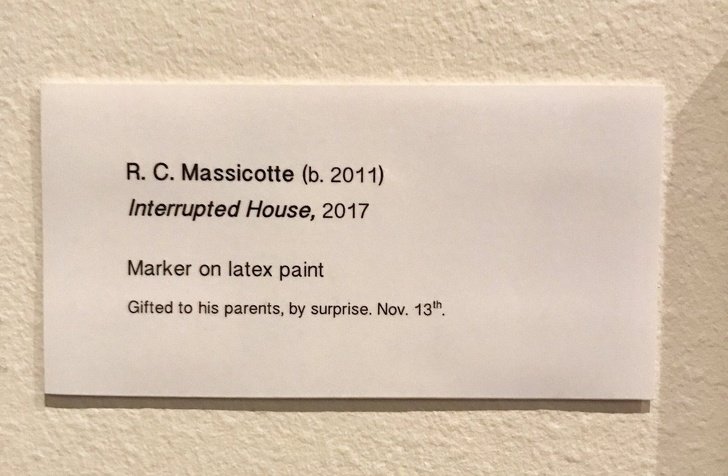 R. C. Massicotte (b. 2011)
Interrupted House, 2017
Marker on latex paint
Gifted to his parents, by surprise. Nov. 13th.